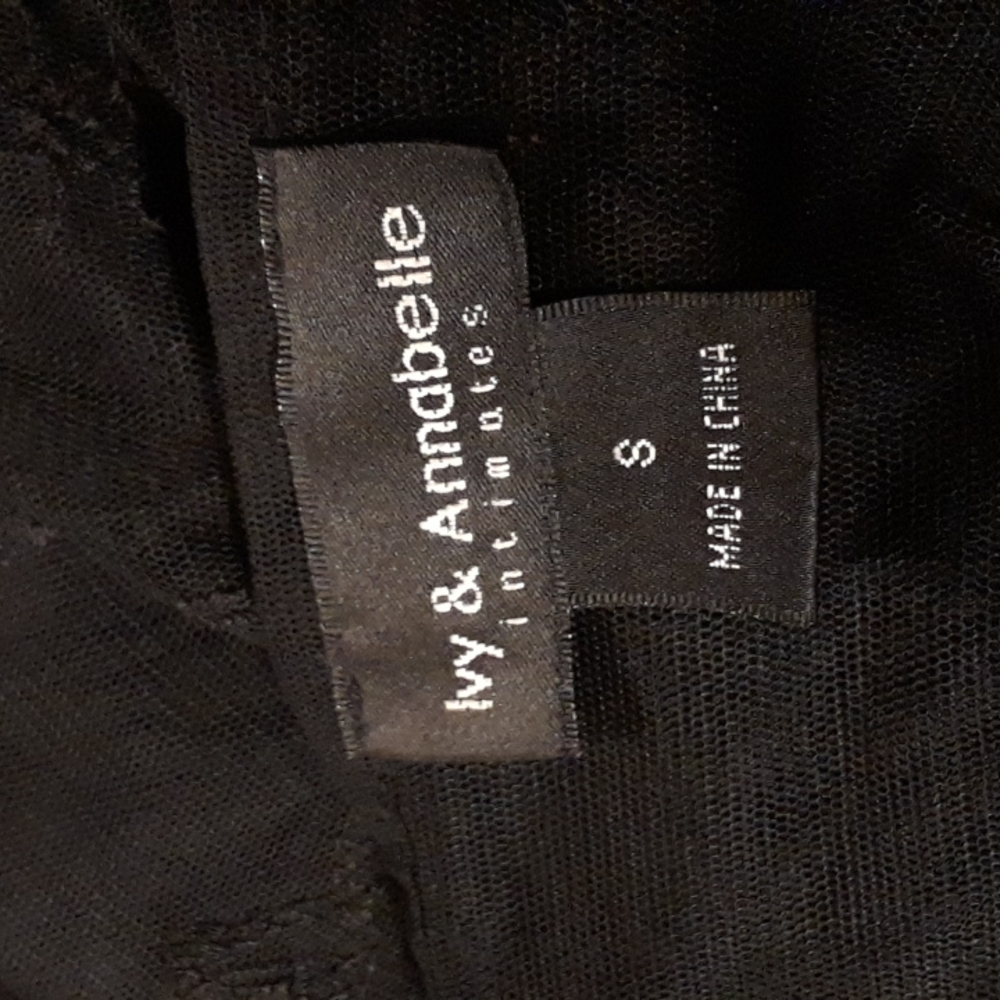 Ivy & Annabelle
intimates
S
MADE IN CHINA